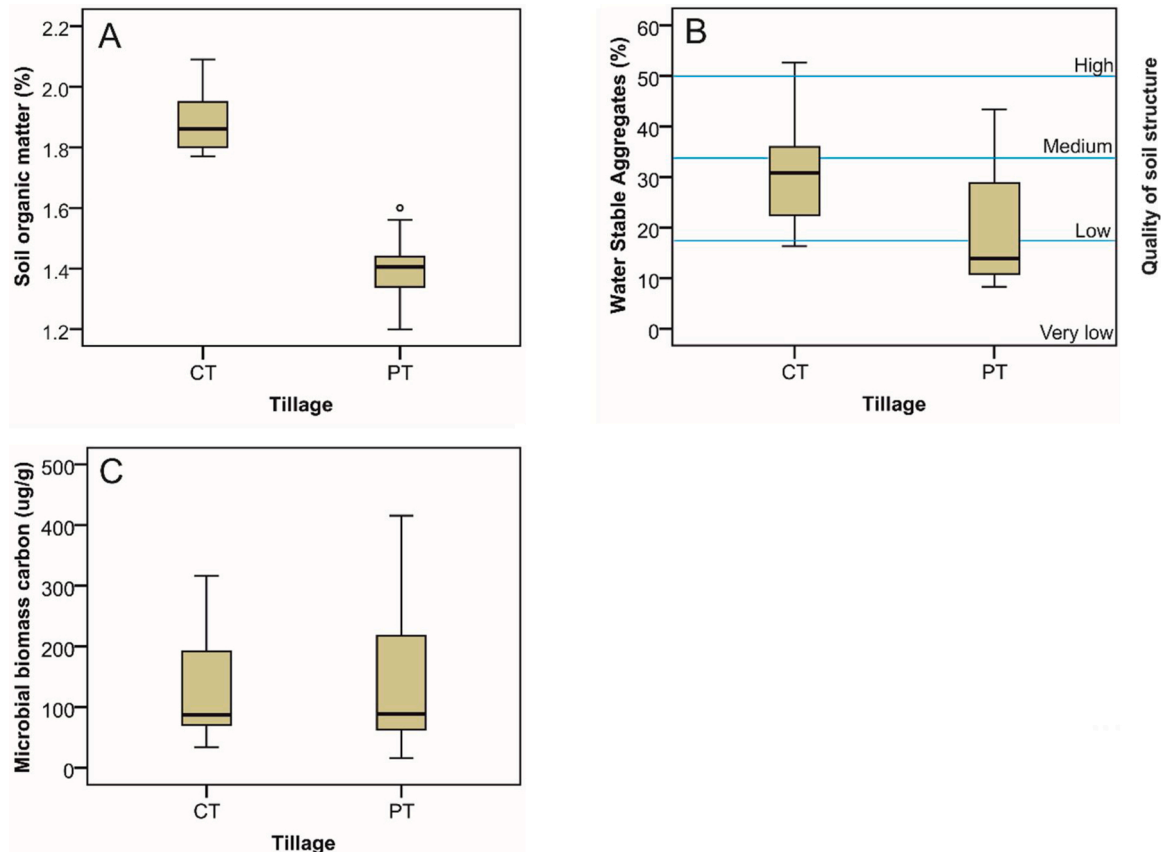 A
Soil organic matter (%)
2.2
2.0
1.8
1.6
1.4
1.2
CT
PT
Tillage
B
Water Stable Aggregates (%)
60
50
40
30
20
10
0
High
Medium
Low
Very low
Quality of soil structure
CT
PT
Tillage
C
Microbial biomass carbon (ug/g)
500
400
300
200
100
0
CT
PT
Tillage